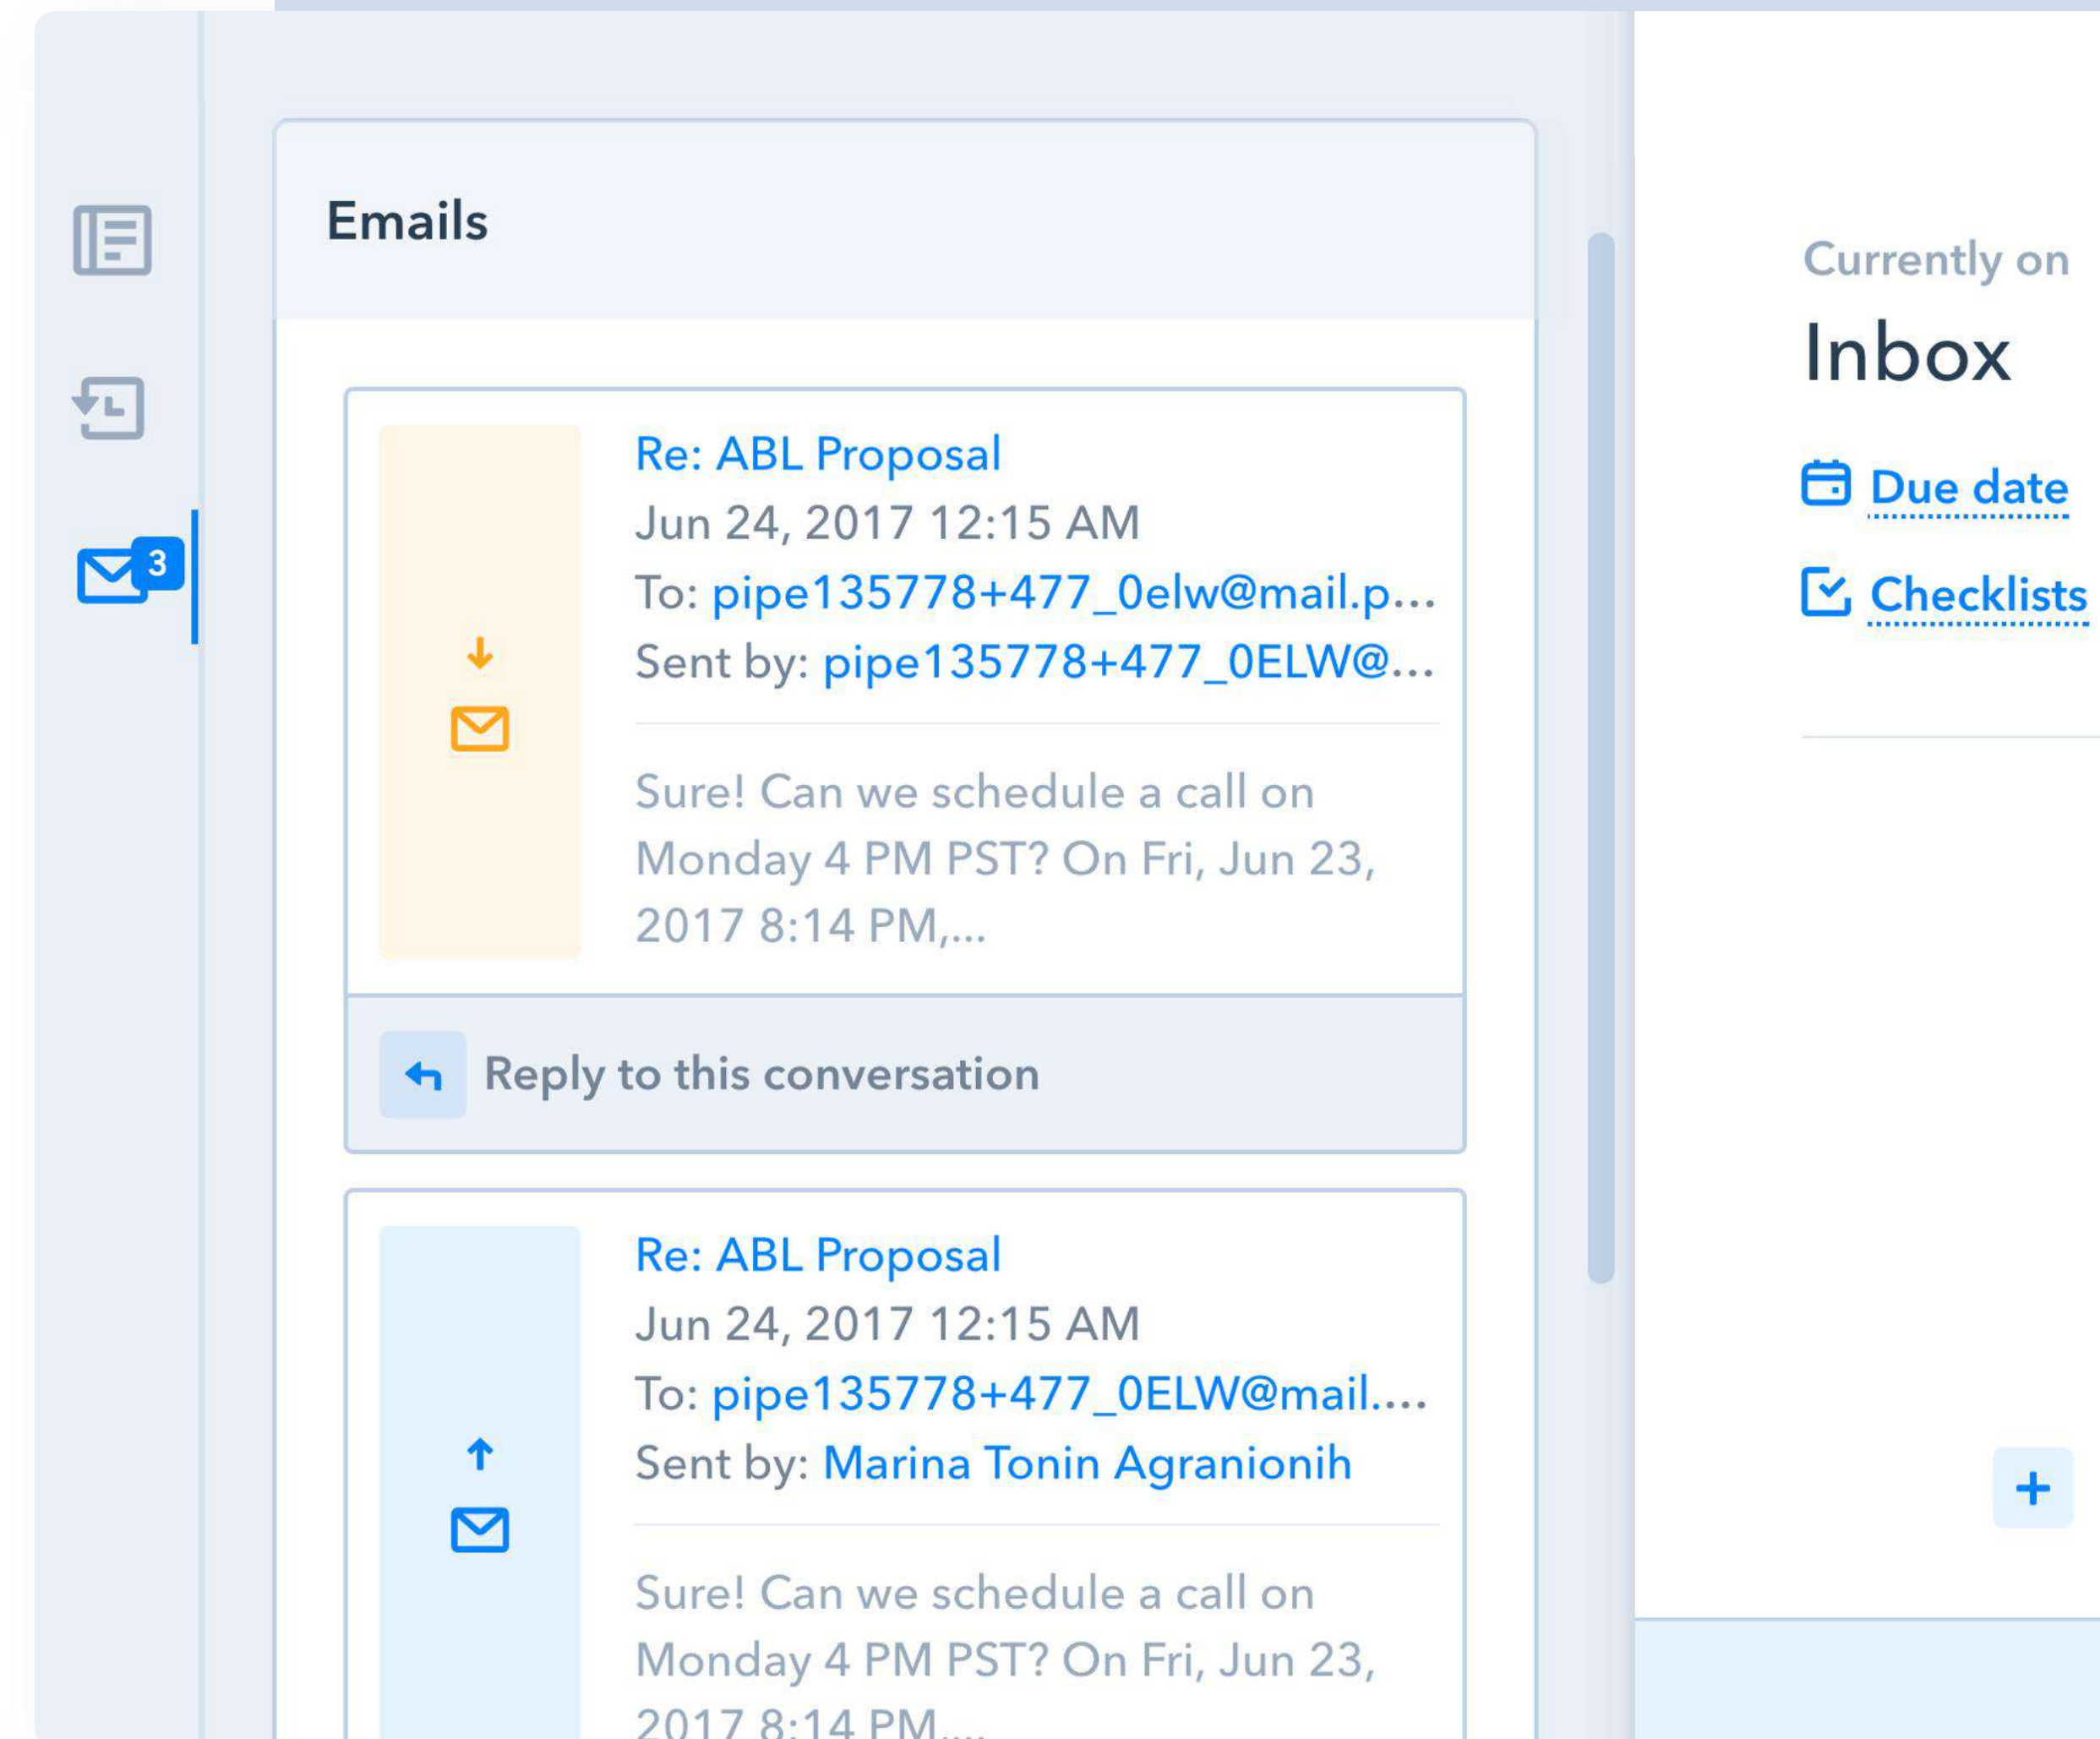 Emails
3
Re: ABL Proposal
Jun 24, 2017 12:15 AM
To: pipe135778+477_0elw@mail.p...
Sent by: pipe135778+477_0ELW@...
Sure! Can we schedule a call on
Monday 4 PM PST? On Fri, Jun 23,
2017 8:14 PM,...
Reply to this conversation
Re: ABL Proposal
Jun 24, 2017 12:15 AM
To: pipe135778+477_0ELW@mail....
Sent by: Marina Tonin Agranionih
Sure! Can we schedule a call on
Monday 4 PM PST? On Fri, Jun 23,
2017 8:14 PM,...
Currently on
Inbox
Due date
Checklists